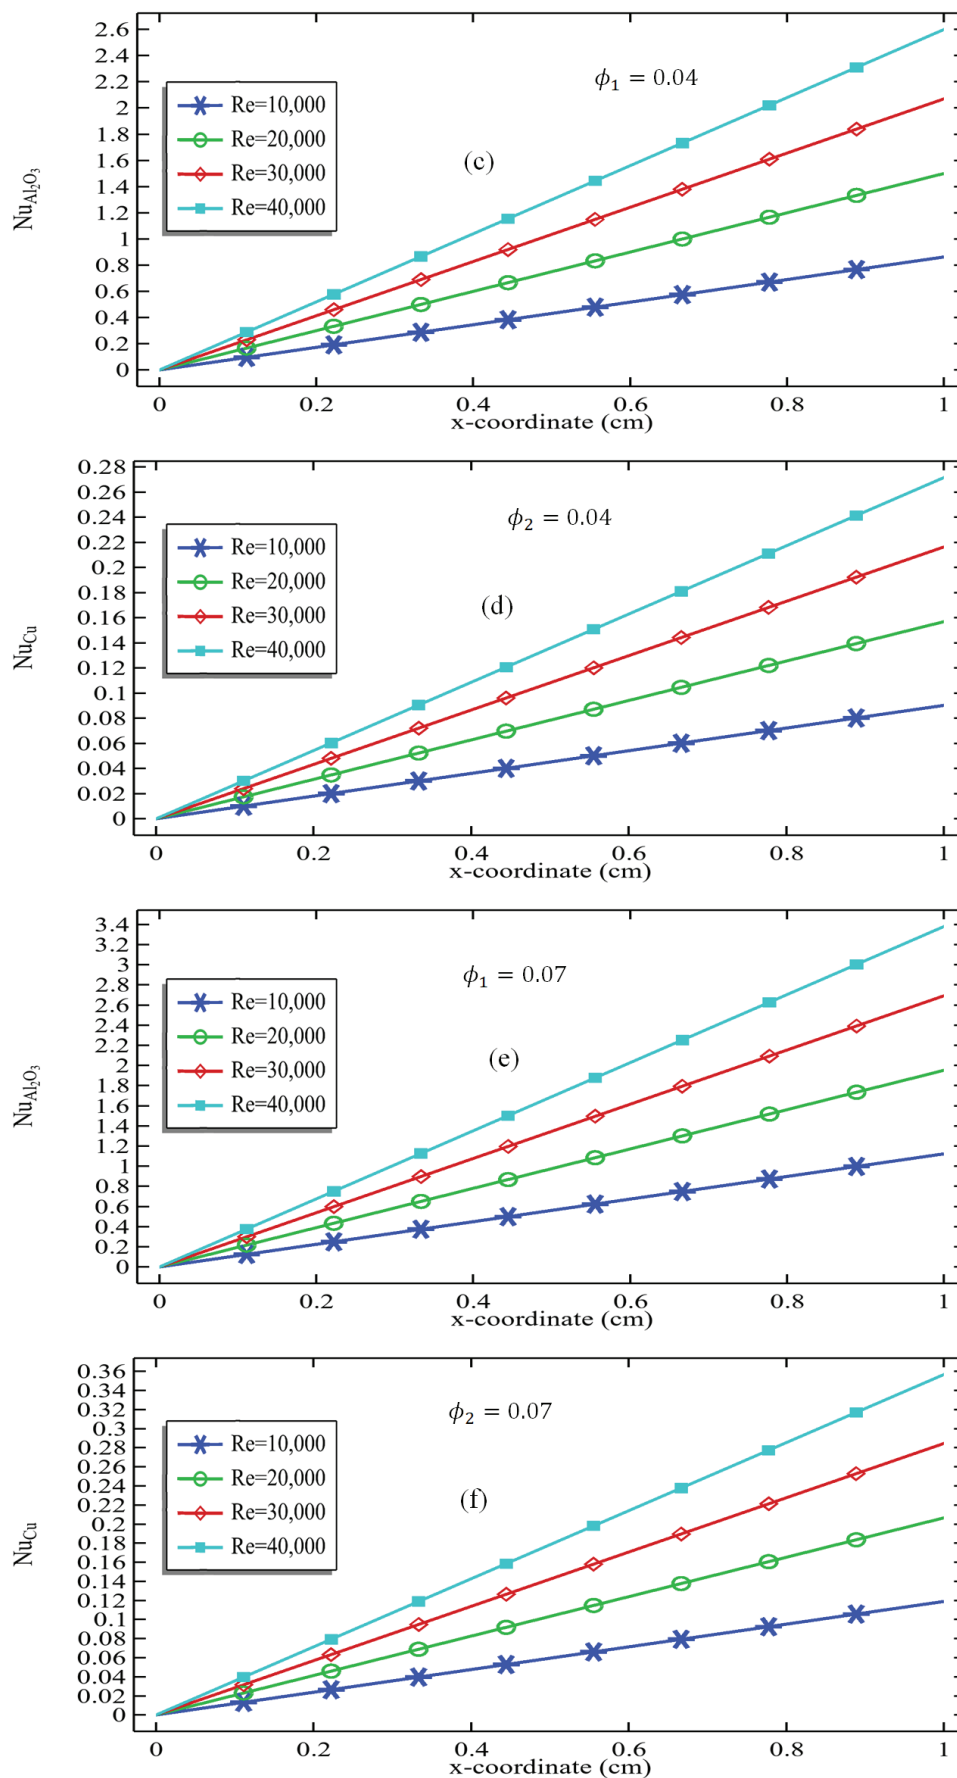 2.6
2.4
2.2
2
1.8
1.6
1.4
1.2
1
0.8
0.6
0.4
0.2
0
Nu_Al₂O₃
Re=10,000
Re=20,000
Re=30,000
Re=40,000
ϕ₁ = 0.04
(c)
0 0.2 0.4 0.6 0.8 1
x-coordinate (cm)
0.28
0.26
0.24
0.22
0.2
0.18
0.16
0.14
0.12
0.1
0.08
0.06
0.04
0.02
0
Nu_Cu
Re=10,000
Re=20,000
Re=30,000
Re=40,000
ϕ₂ = 0.04
(d)
0 0.2 0.4 0.6 0.8 1
x-coordinate (cm)
3.4
3.2
3
2.8
2.6
2.4
2.2
2
1.8
1.6
1.4
1.2
1
0.8
0.6
0.4
0.2
0
Nu_Al₂O₃
Re=10,000
Re=20,000
Re=30,000
Re=40,000
ϕ₁ = 0.07
(e)
0 0.2 0.4 0.6 0.8 1
x-coordinate (cm)
0.36
0.34
0.32
0.3
0.28
0.26
0.24
0.22
0.2
0.18
0.16
0.14
0.12
0.1
0.08
0.06
0.04
0.02
0
Nu_Cu
Re=10,000
Re=20,000
Re=30,000
Re=40,000
ϕ₂ = 0.07
(f)
0 0.2 0.4 0.6 0.8 1
x-coordinate (cm)